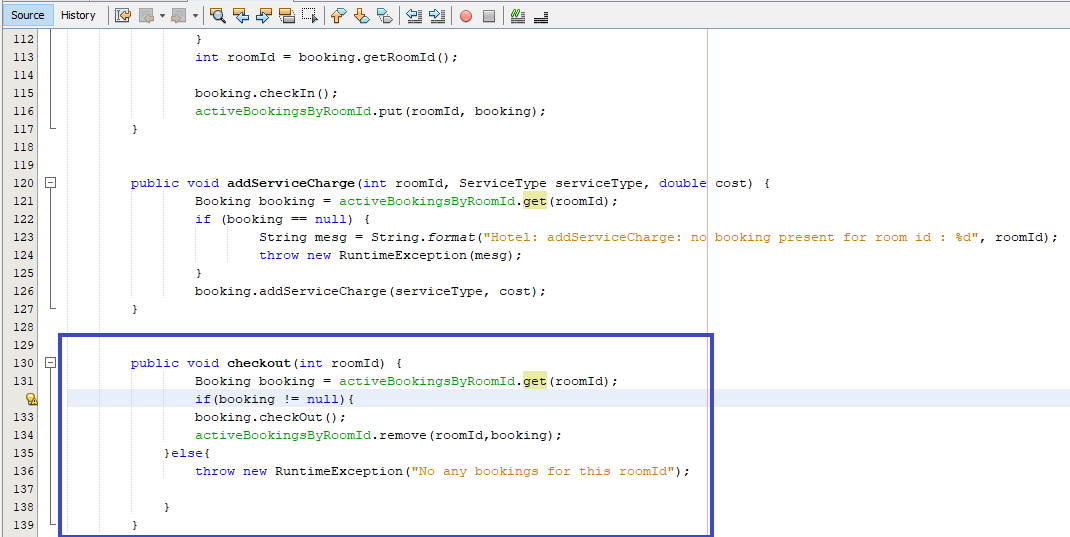 Source History
112 }
113 int roomId = booking.getRoomId();
114
115 booking.checkIn();
116 activeBookingsByRoomId.put(roomId, booking);
117 }
118
119
120 public void addServiceCharge(int roomId, ServiceType serviceType, double cost) {
121 Booking booking = activeBookingsByRoomId.get(roomId);
122 if (booking == null) {
123 String mesg = String.format("Hotel: addServiceCharge: no booking present for room id : %d", roomId);
124 throw new RuntimeException(mesg);
125 }
126 booking.addServiceCharge(serviceType, cost);
127 }
128
129
130 public void checkout(int roomId) {
131 Booking booking = activeBookingsByRoomId.get(roomId);
if(booking != null){
133 booking.checkOut();
134 activeBookingsByRoomId.remove(roomId,booking);
135 }else{
136 throw new RuntimeException("No any bookings for this roomId");
137
138 }
139 }